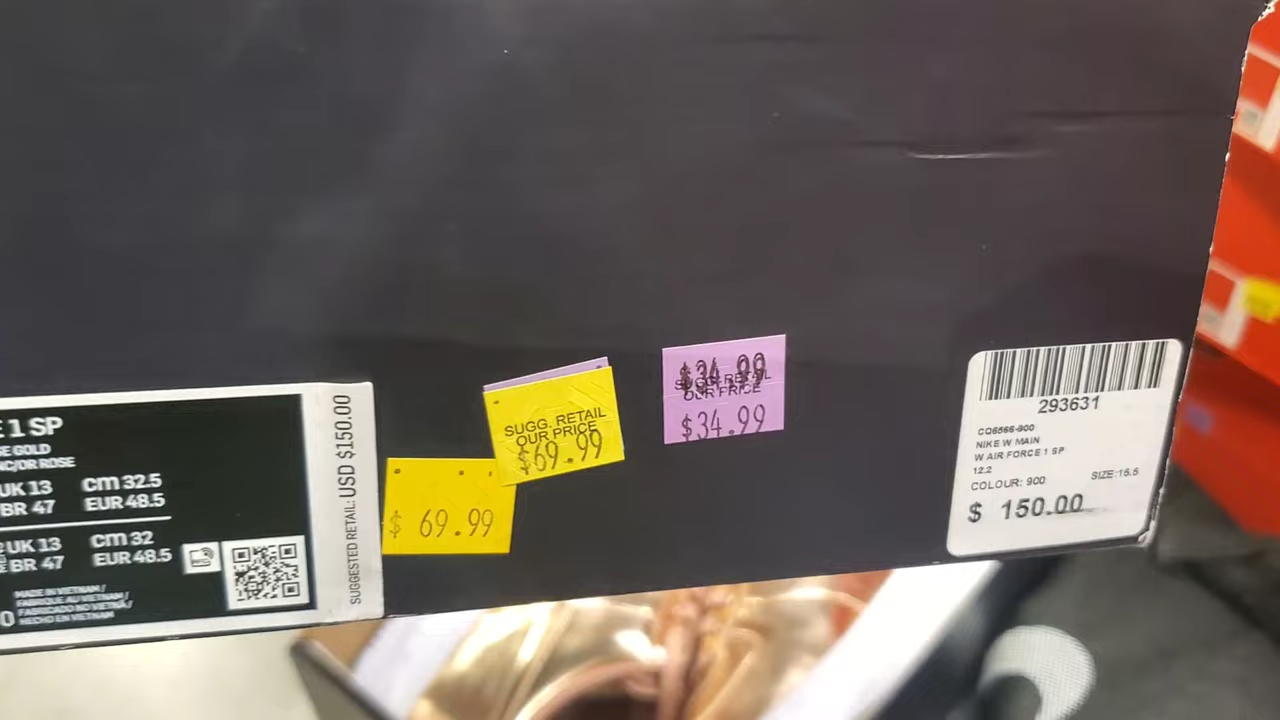 E 1 SP
SE GOLD
NC/OR ROSE
UK 13 cm 32.5
BR 47 EUR 48.5
UK 13 cm 32
BR 47 EUR 48.5
MADE IN VIETNAM /
FABRIQUÉ AU VIETNAM /
FABRICADO NO VIETNÃ /
HECHO EN VIETNAM
0
SUGGESTED RETAIL: USD $150.00
$ 69.99
SUGG. RETAIL
OUR PRICE
$69.99
$34.99
SUGG. RETAIL
OUR PRICE
$34.99
293631
CQ6566-900
NIKE W MAIN
W AIR FORCE 1 SP
12.2
COLOUR: 900 SIZE:15.5
$ 150.00